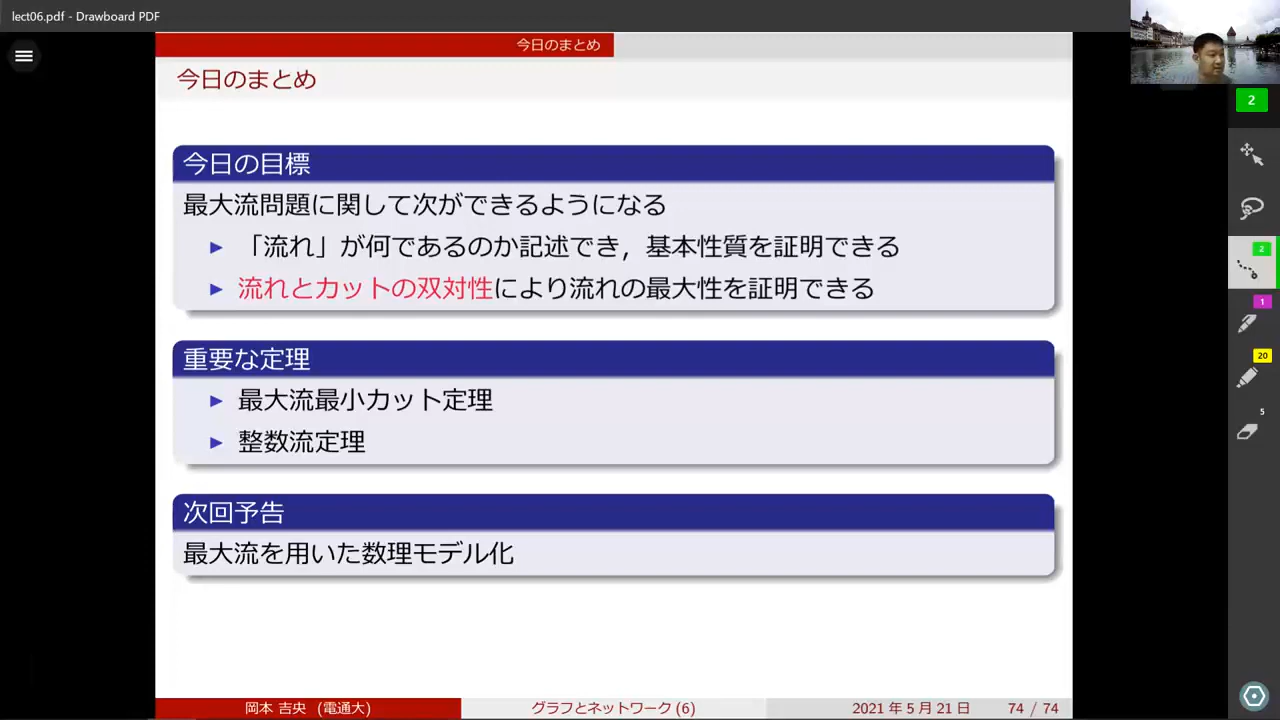 lect06.pdf - Drawboard PDF
今日のまとめ
今日のまとめ
2
今日の目標
最大流問題に関して次ができるようになる
▶ 「流れ」が何であるのか記述でき，基本性質を証明できる
▶ 流れとカットの双対性により流れの最大性を証明できる
2
1
重要な定理
20
▶ 最大流最小カット定理
5
▶ 整数流定理
次回予告
最大流を用いた数理モデル化
岡本 吉央 (電通大) グラフとネットワーク (6) 2021 年 5 月 21 日 74 / 74